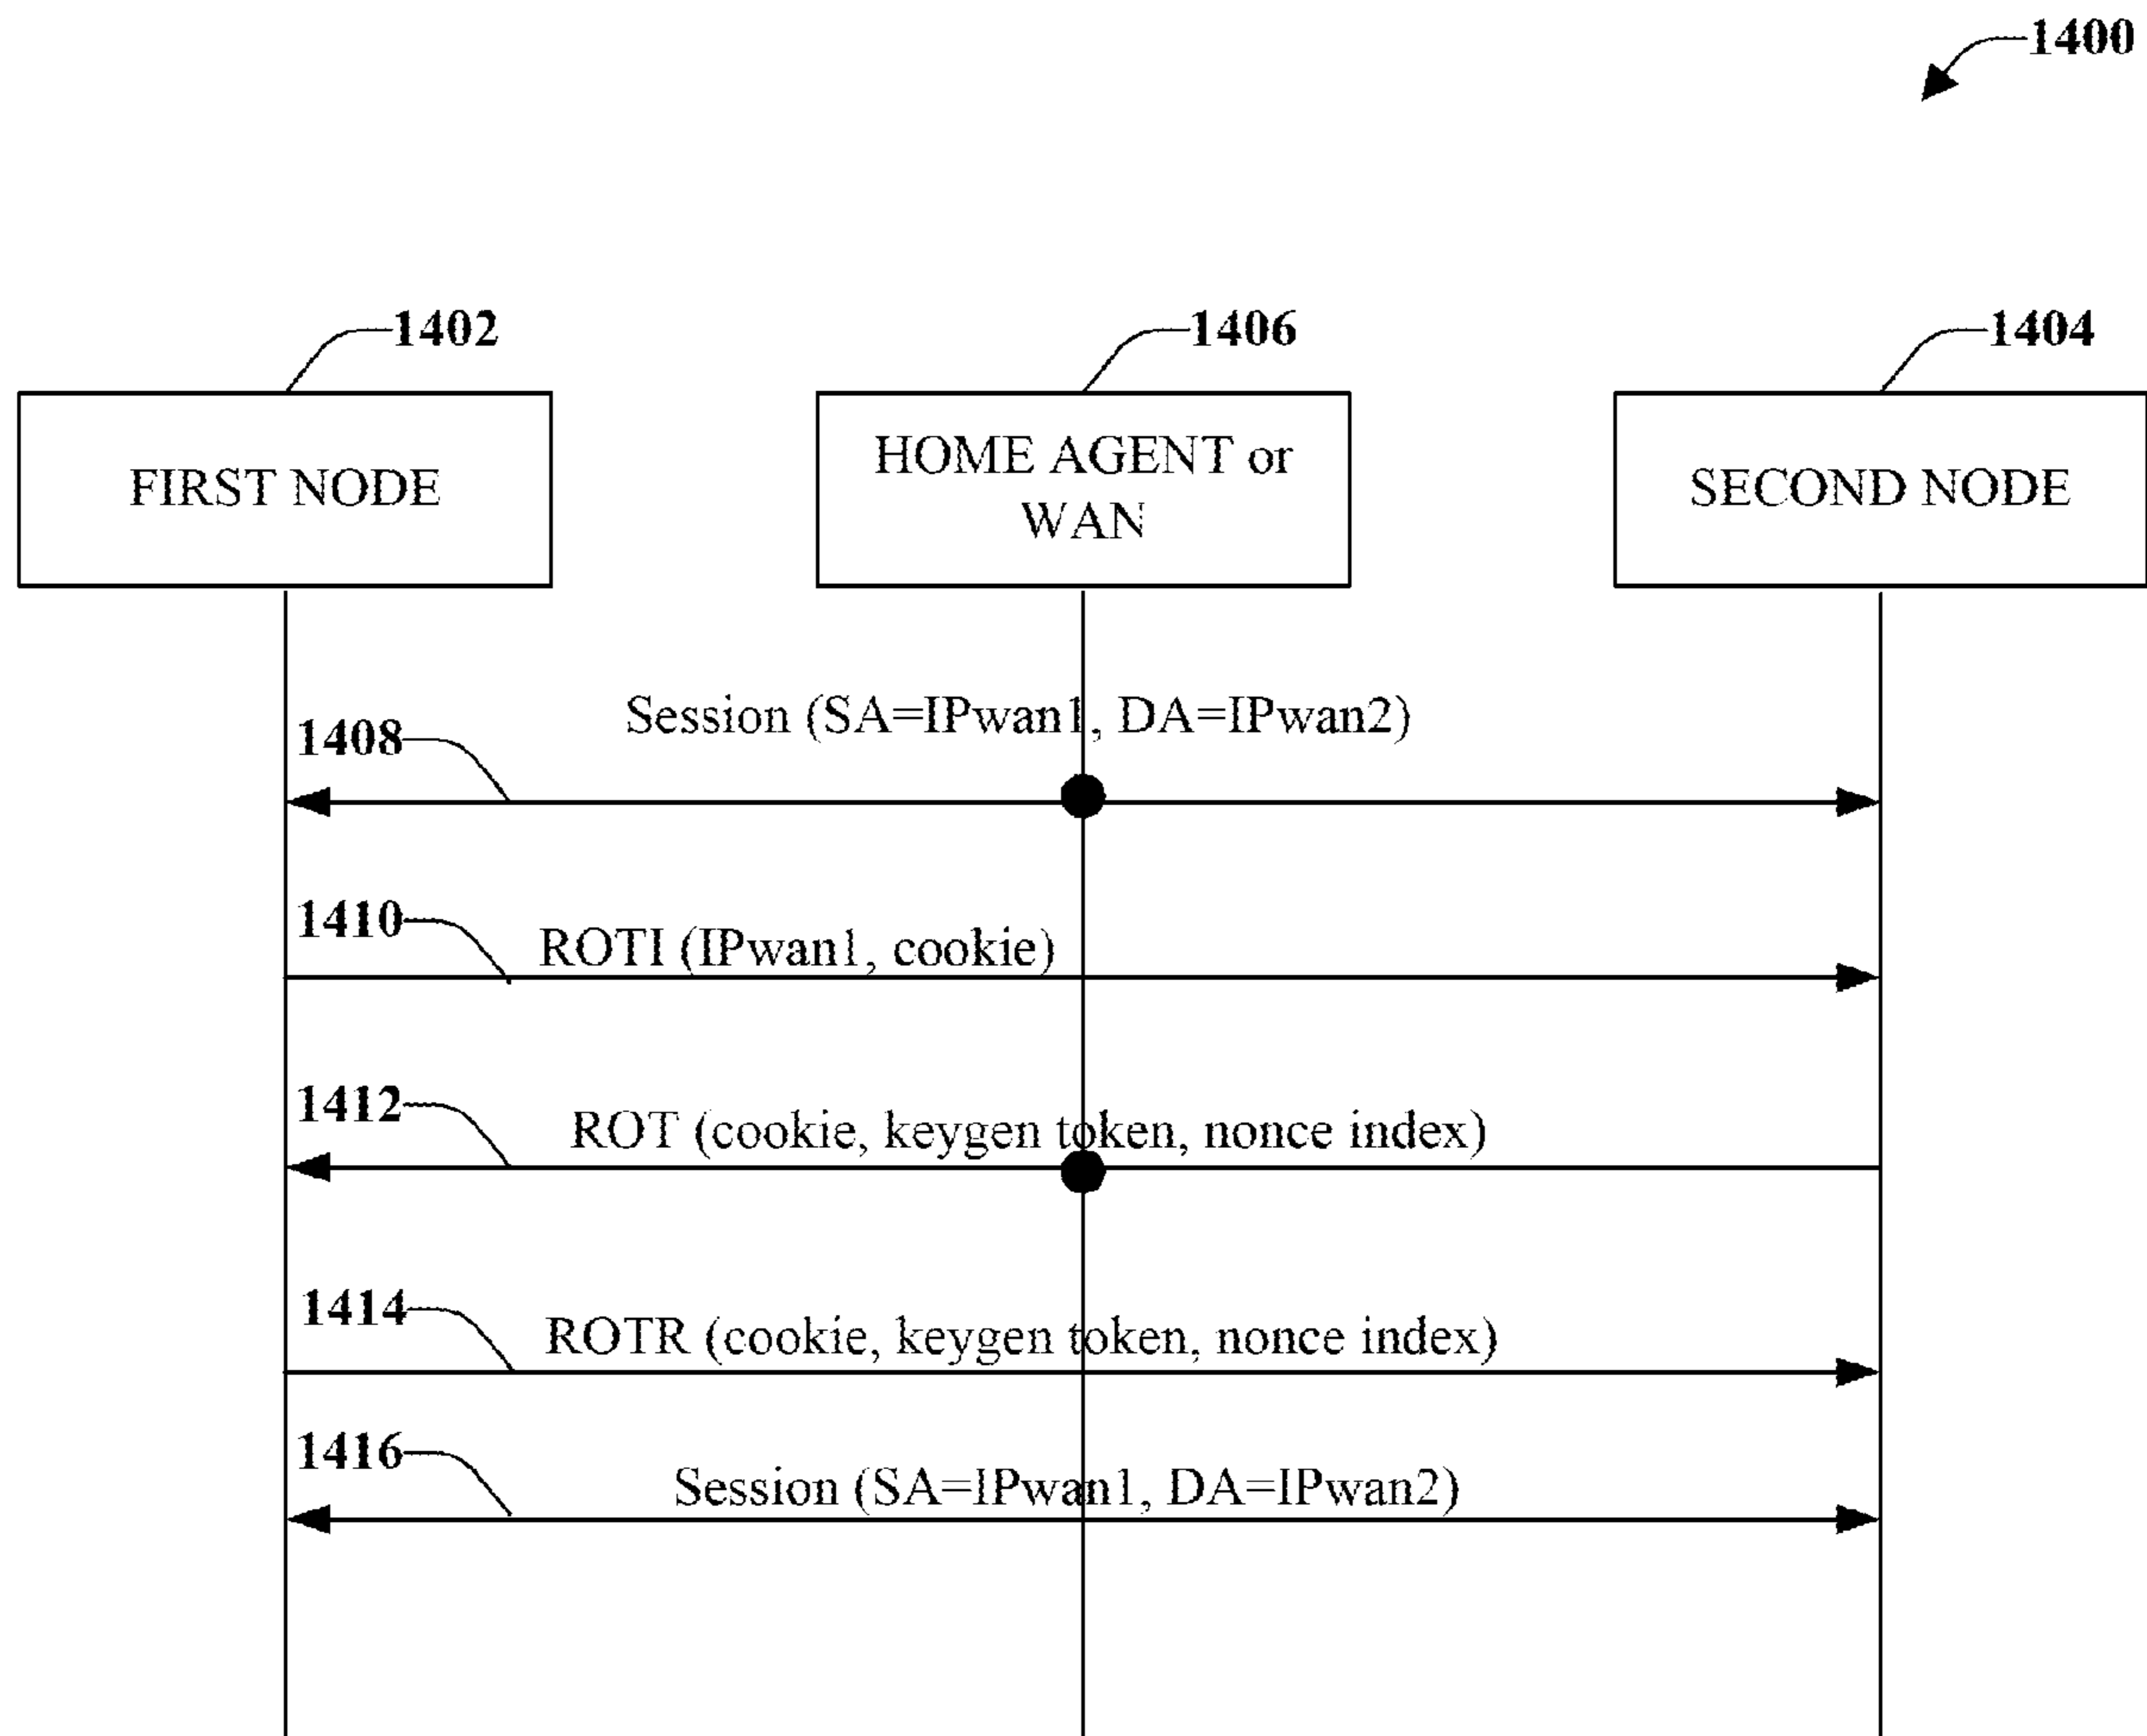 1400
1402
1406
1404
FIRST NODE
HOME AGENT or
WAN
SECOND NODE
Session (SA=IPwan1, DA=IPwan2)
1408
1410
ROTI (IPwan1, cookie)
1412
ROT (cookie, keygen token, nonce index)
1414
ROTR (cookie, keygen token, nonce index)
1416
Session (SA=IPwan1, DA=IPwan2)